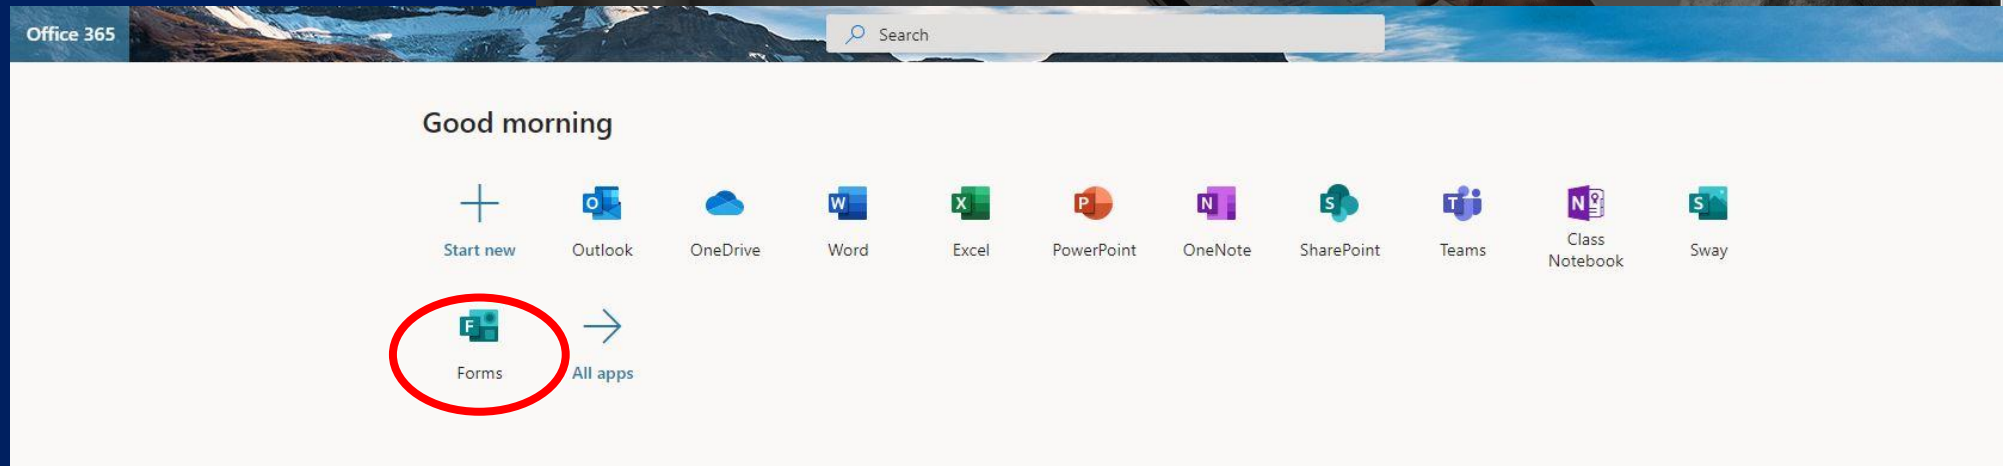 Office 365
Search
Good morning
Start new
Outlook
OneDrive
Word
Excel
PowerPoint
OneNote
SharePoint
Teams
Class
Notebook
Sway
Forms
All apps